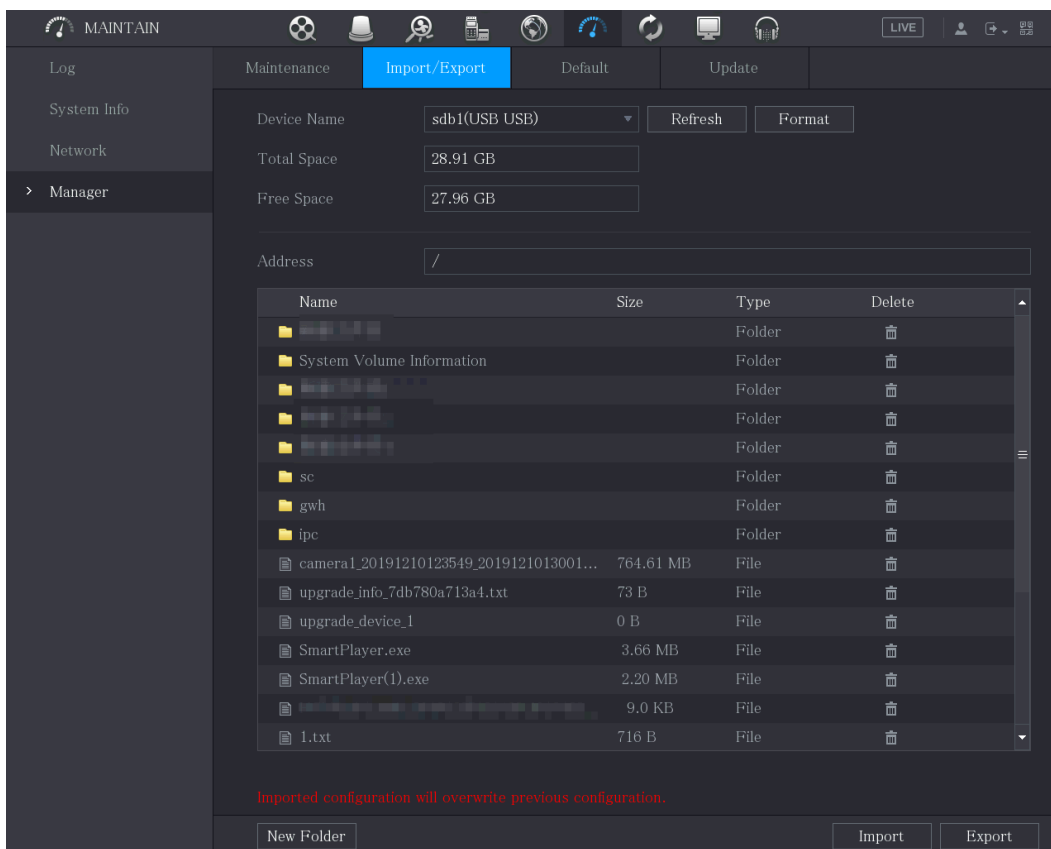 MAINTAIN LIVE
Log
System Info
Network
Manager
Maintenance Import/Export Default Update
Device Name sdb1(USB USB) Refresh Format
Total Space 28.91 GB
Free Space 27.96 GB
Address /
Name Size Type Delete
Folder
System Volume Information Folder
Folder
Folder
Folder
sc Folder
gwh Folder
ipc Folder
camera1_20191210123549_2019121013001... 764.61 MB File
upgrade_info_7db780a713a4.txt 73 B File
upgrade_device_1 0 B File
SmartPlayer.exe 3.66 MB File
SmartPlayer(1).exe 2.20 MB File
9.0 KB File
1.txt 716 B File
Imported configuration will overwrite previous configuration.
New Folder Import Export